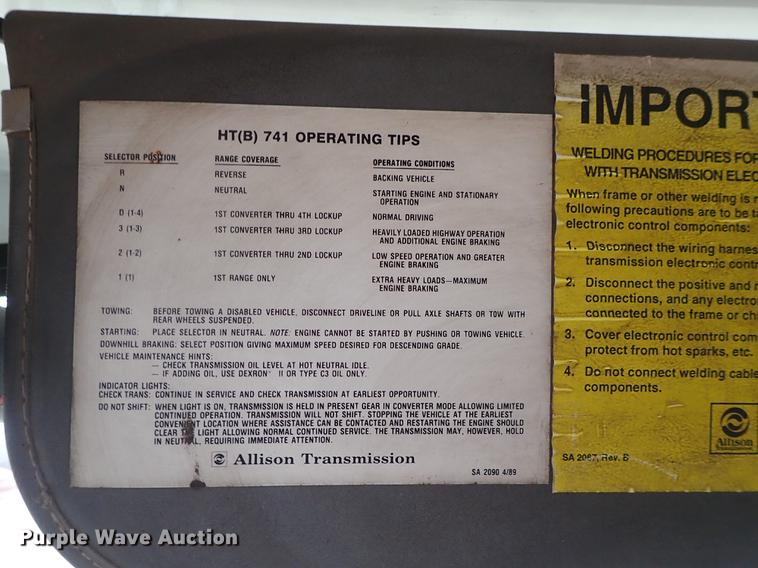 HT(B) 741 OPERATING TIPS
SELECTOR POSITION RANGE COVERAGE OPERATING CONDITIONS
R REVERSE BACKING VEHICLE
N NEUTRAL STARTING ENGINE AND STATIONARY
OPERATION
D (1-4) 1ST CONVERTER THRU 4TH LOCKUP NORMAL DRIVING
3 (1-3) 1ST CONVERTER THRU 3RD LOCKUP HEAVILY LOADED HIGHWAY OPERATION
AND ADDITIONAL ENGINE BRAKING
2 (1-2) 1ST CONVERTER THRU 2ND LOCKUP LOW SPEED OPERATION AND GREATER
ENGINE BRAKING
1 (1) 1ST RANGE ONLY EXTRA HEAVY LOADS—MAXIMUM
ENGINE BRAKING
TOWING: BEFORE TOWING A DISABLED VEHICLE, DISCONNECT DRIVELINE OR PULL AXLE SHAFTS OR TOW WITH
REAR WHEELS SUSPENDED.
STARTING: PLACE SELECTOR IN NEUTRAL. NOTE: ENGINE CANNOT BE STARTED BY PUSHING OR TOWING VEHICLE.
DOWNHILL BRAKING: SELECT POSITION GIVING MAXIMUM SPEED DESIRED FOR DESCENDING GRADE.
VEHICLE MAINTENANCE HINTS:
— CHECK TRANSMISSION OIL LEVEL AT HOT NEUTRAL IDLE.
— IF ADDING OIL, USE DEXRON® II OR TYPE C3 OIL ONLY.
INDICATOR LIGHTS:
CHECK TRANS: CONTINUE IN SERVICE AND CHECK TRANSMISSION AT EARLIEST OPPORTUNITY.
DO NOT SHIFT: WHEN LIGHT IS ON, TRANSMISSION IS HELD IN PRESENT GEAR IN CONVERTER MODE ALLOWING LIMITED
CONTINUED OPERATION. TRANSMISSION WILL NOT SHIFT. STOPPING THE VEHICLE AT THE EARLIEST
CONVENIENT LOCATION WHERE ASSISTANCE CAN BE CONTACTED AND RESTARTING THE ENGINE SHOULD
CLEAR THE LIGHT ALLOWING NORMAL CONTINUED SERVICE. THE TRANSMISSION MAY, HOWEVER, HOLD
IN NEUTRAL, REQUIRING IMMEDIATE ATTENTION.
Allison Transmission
SA 2090 4/89
IMPORT
WELDING PROCEDURES FOR
WITH TRANSMISSION ELEC
When frame or other welding is r
following precautions are to be ta
electronic control components:
1. Disconnect the wiring harnes
transmission electronic contr
2. Disconnect the positive and n
connections, and any electro
connected to the frame or ch
3. Cover electronic control com
protect from hot sparks, etc.
4. Do not connect welding cable
components.
Allison
Transmission
SA 2067, Rev. B
Purple Wave Auction